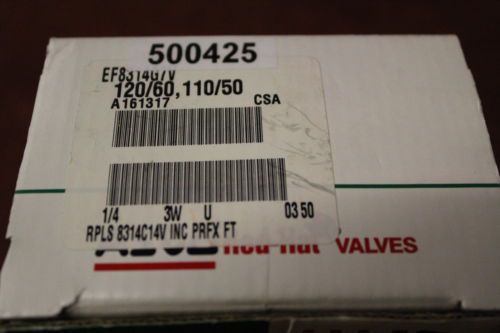 500425
EF8314G7V
120/60,110/50
A161317 CSA
1/4 3W U 03 50
RPLS 8314C14V INC PRFX FT
red-hat VALVES